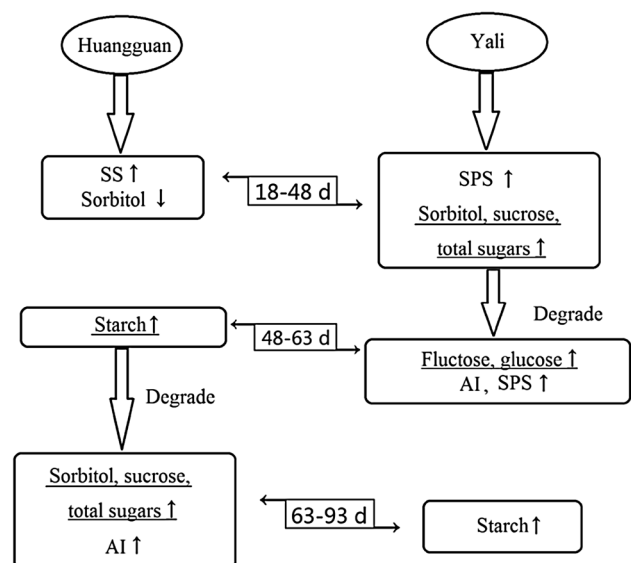 Huangguan
Yali
SS ↑
Sorbitol ↓
18-48 d
SPS ↑
Sorbitol, sucrose,
total sugars ↑
Degrade
Starch ↑
48-63 d
Fluctose, glucose ↑
AI, SPS ↑
Degrade
Sorbitol, sucrose,
total sugars ↑
AI ↑
63-93 d
Starch ↑